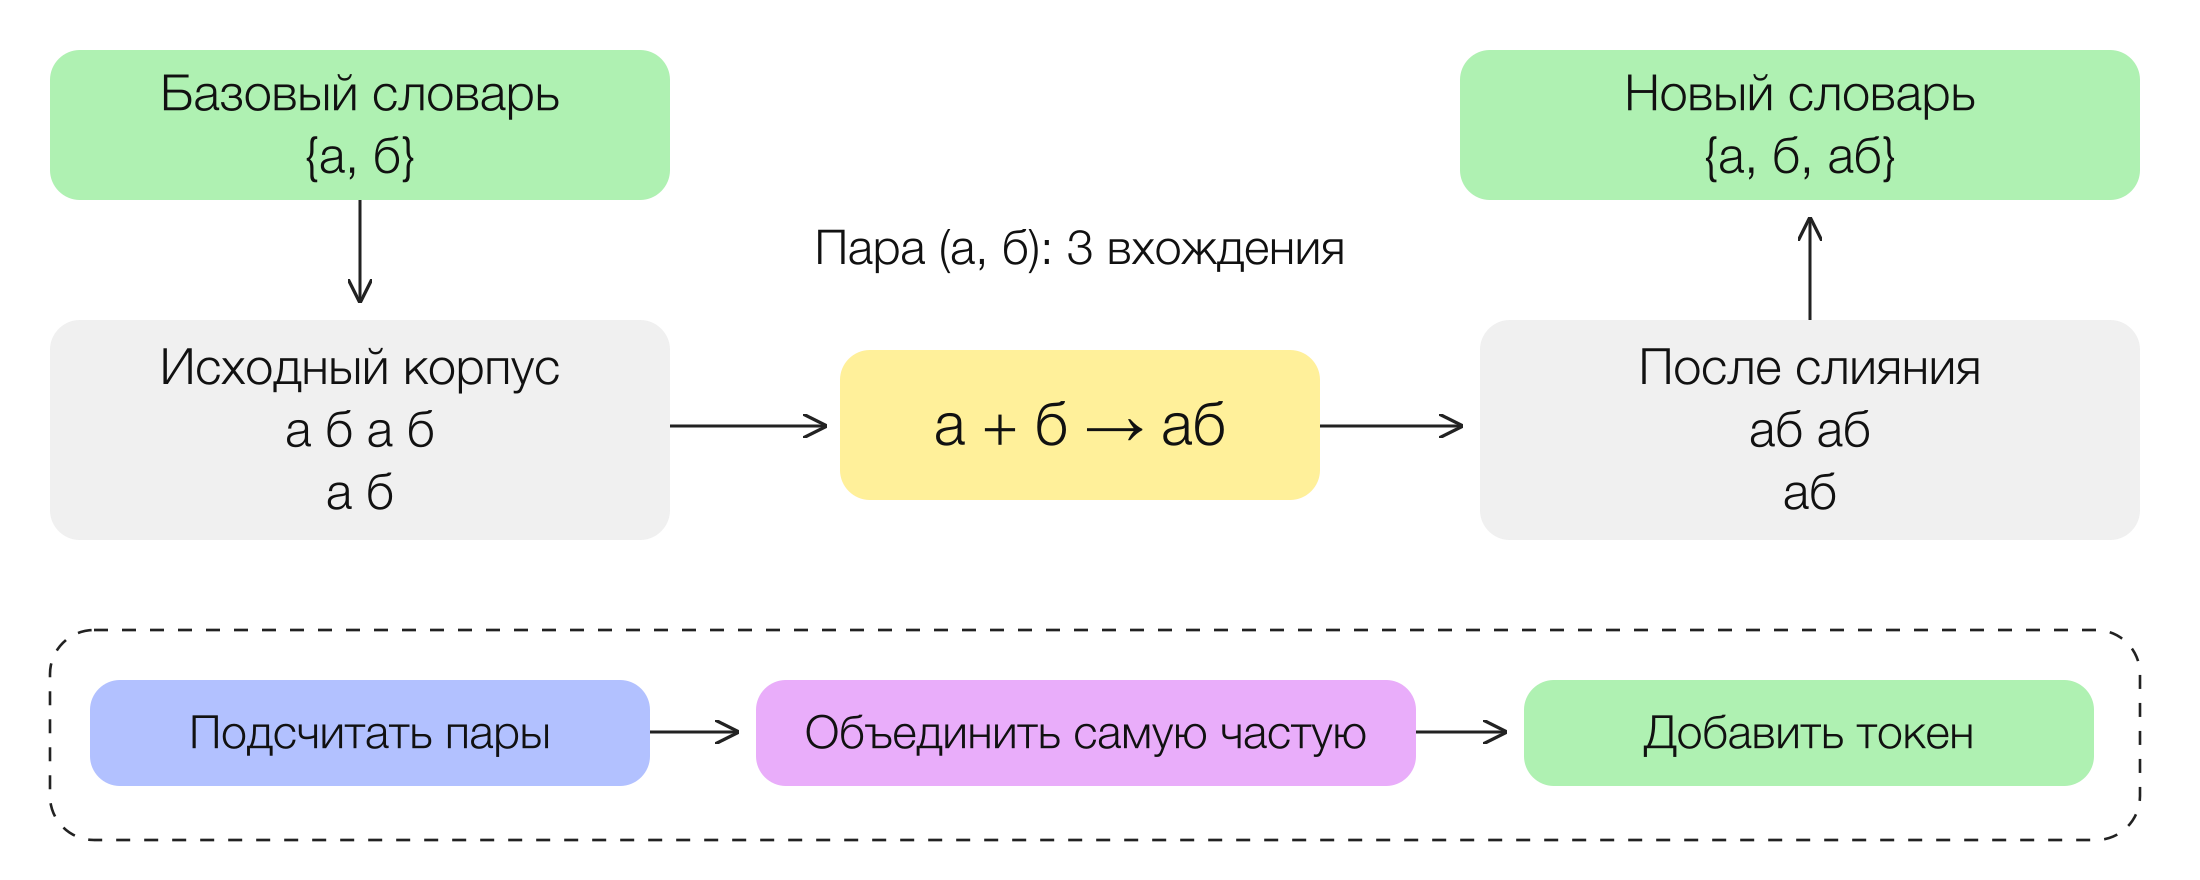 Базовый словарь
{а, б}
Новый словарь
{а, б, аб}
Пара (а, б): 3 вхождения
Исходный корпус
а б а б
а б
а + б → аб
После слияния
аб аб
аб
Подсчитать пары
Объединить самую частую
Добавить токен